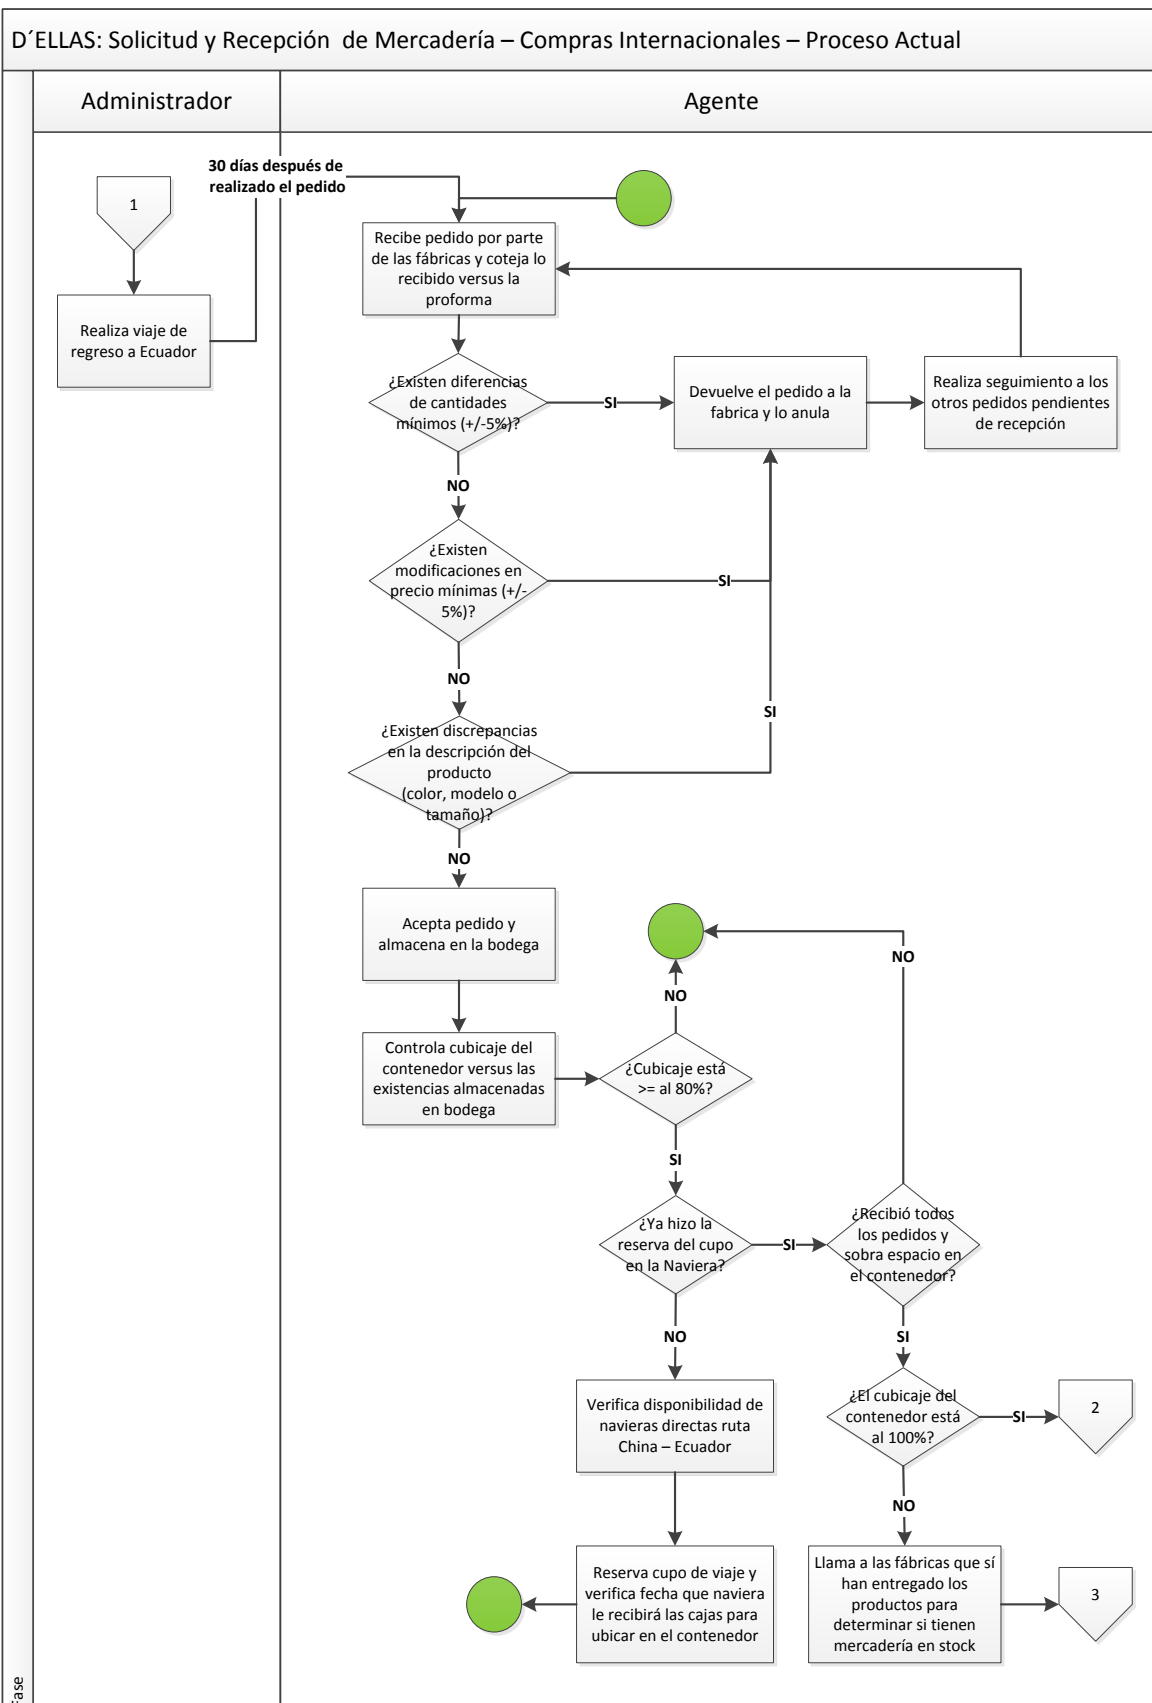 D´ELLAS: Solicitud y Recepción de Mercadería – Compras Internacionales – Proceso Actual
Administrador
Agente
30 días después de
realizado el pedido
1
Recibe pedido por parte
de las fábricas y coteja lo
recibido versus la
proforma
Realiza viaje de
regreso a Ecuador
¿Existen diferencias
de cantidades
mínimos (+/-5%)?
SI
Devuelve el pedido a la
fabrica y lo anula
Realiza seguimiento a los
otros pedidos pendientes
de recepción
NO
¿Existen
modificaciones en
precio mínimas (+/-
5%)?
SI
NO
¿Existen discrepancias
en la descripción del
producto
(color, modelo o
tamaño)?
SI
NO
Acepta pedido y
almacena en la bodega
NO
NO
Controla cubicaje del
contenedor versus las
existencias almacenadas
en bodega
¿Cubicaje está
>= al 80%?
SI
¿Ya hizo la
reserva del cupo
en la Naviera?
SI
¿Recibió todos
los pedidos y
sobra espacio en
el contenedor?
NO
SI
Verifica disponibilidad de
navieras directas ruta
China – Ecuador
¿El cubicaje del
contenedor está
al 100%?
SI
2
NO
Reserva cupo de viaje y
verifica fecha que naviera
le recibirá las cajas para
ubicar en el contenedor
Llama a las fábricas que sí
han entregado los
productos para
determinar si tienen
mercadería en stock
3
Fase